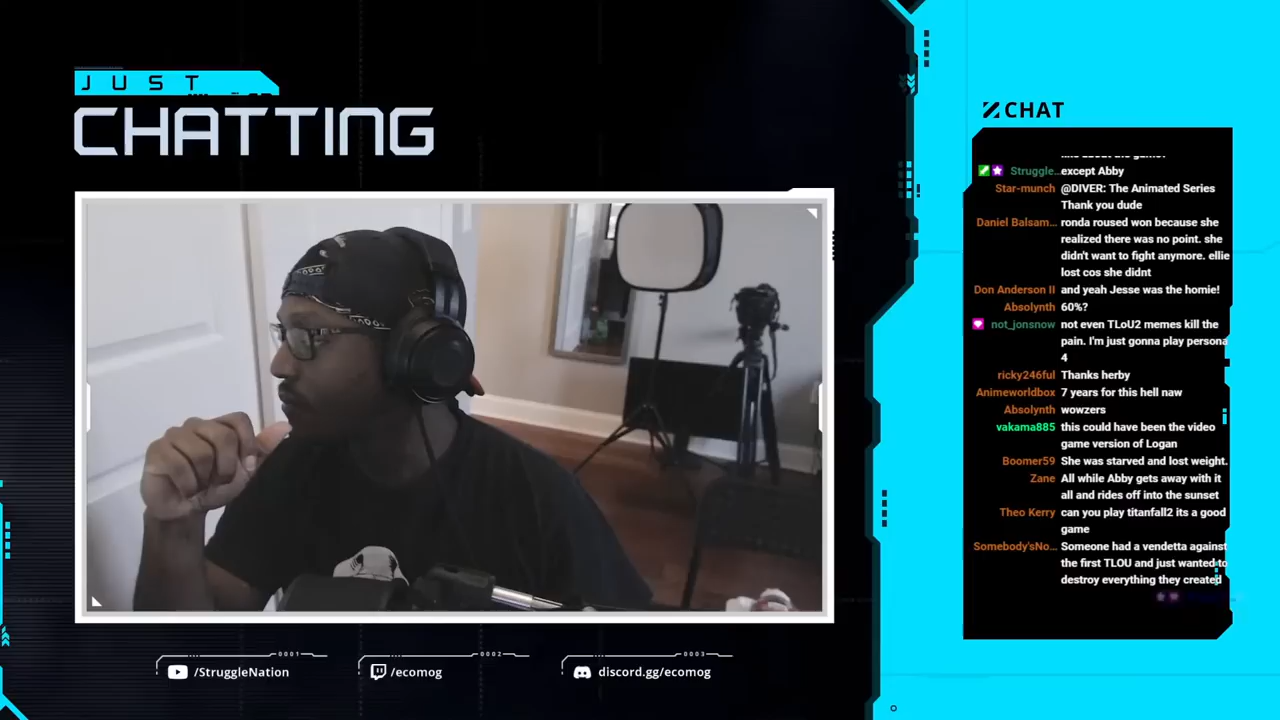 JUST
CHATTING
CHAT
Struggle... except Abby
Star-munch @DIVER: The Animated Series
Thank you dude
Daniel Balsam... ronda roused won because she
realized there was no point. she
didn't want to fight anymore. ellie
lost cos she didnt
Don Anderson II and yeah Jesse was the homie!
Absolynth 60%?
not_jonsnow not even TLoU2 memes kill the
pain. I'm just gonna play persona
4
ricky246ful Thanks herby
Animeworldbox 7 years for this hell naw
Absolynth wowzers
vakama885 this could have been the video
game version of Logan
Boomer59 She was starved and lost weight.
Zane All while Abby gets away with it
all and rides off into the sunset
Theo Kerry can you play titanfall2 its a good
game
Somebody'sNo... Someone had a vendetta against
the first TLOU and just wanted to
destroy everything they created
0001
/StruggleNation
0002
/ecomog
0003
discord.gg/ecomog